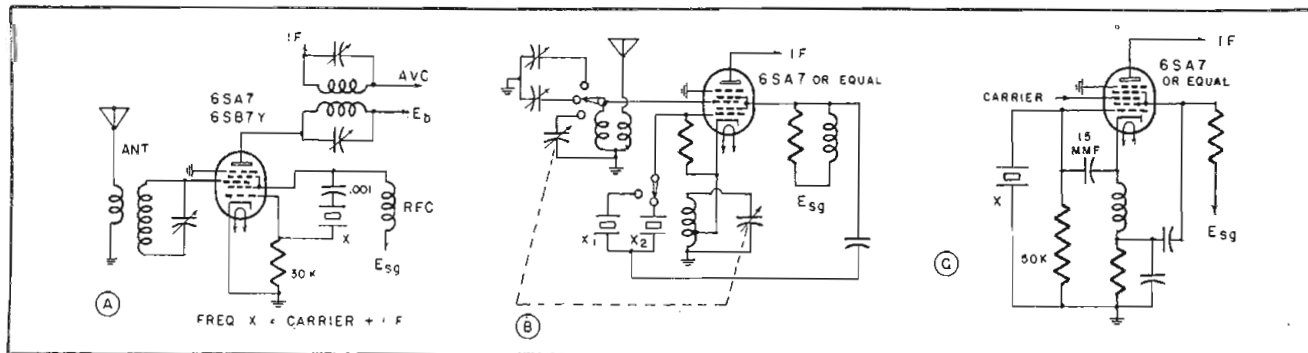 IF
AVC
6SA7
6SB7Y
Eb
ANT
.001
RFC
X
30K
Esg
A
FREQ X = CARRIER + IF
IF
6SA7 OR EQUAL
Esg
X1
X2
B
IF
6SA7
OR EQUAL
CARRIER
15
MMF
X
50K
Esg
C